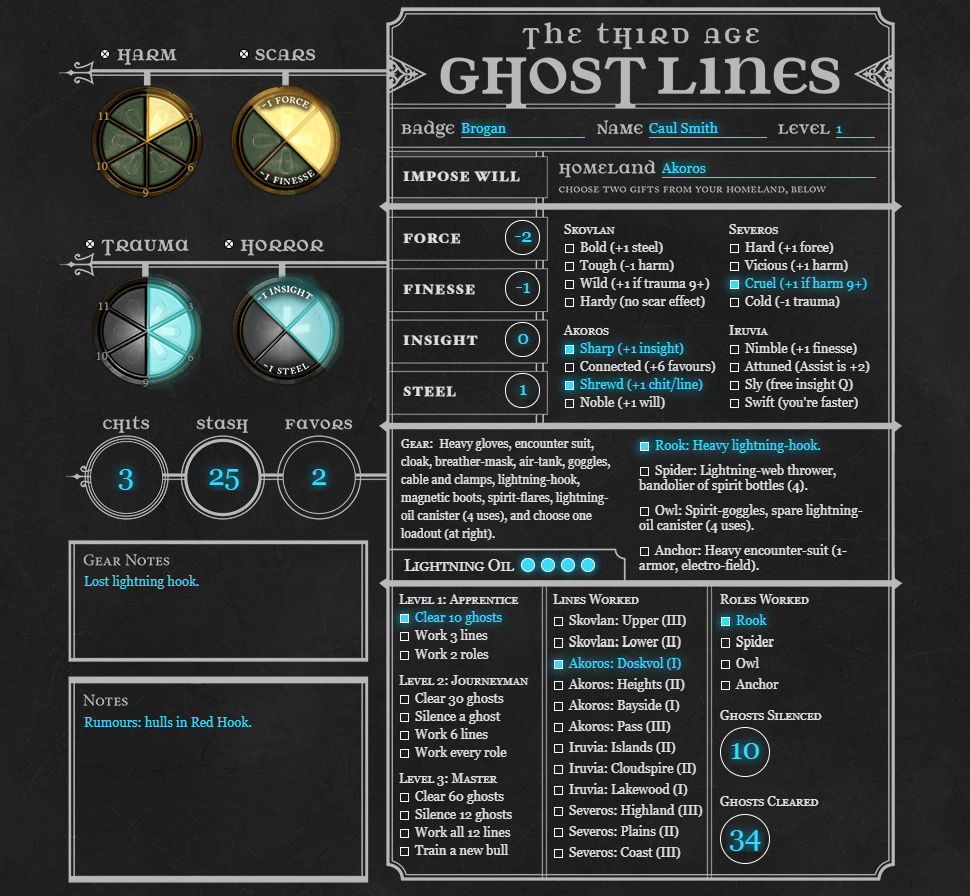 The Third Age
Ghost Lines
Badge Brogan Name Caul Smith Level 1
Harm
Scars
11
3
10
6
9
-1 Force
-1 Finesse
Impose Will
Homeland Akoros
choose two gifts from your homeland, below
Trauma
Horror
11
3
10
6
9
-1 Insight
-1 Steel
Force -2
Finesse -1
Insight 0
Steel 1
Skovlan
Bold (+1 steel)
Tough (-1 harm)
Wild (+1 if trauma 9+)
Hardy (no scar effect)
Severos
Hard (+1 force)
Vicious (+1 harm)
Cruel (+1 if harm 9+)
Cold (-1 trauma)
Akoros
Sharp (+1 insight)
Connected (+6 favours)
Shrewd (+1 chit/line)
Noble (+1 will)
Iruvia
Nimble (+1 finesse)
Attuned (Assist is +2)
Sly (free insight Q)
Swift (you're faster)
Chits
Stash
Favors
3
25
2
Gear: Heavy gloves, encounter suit,
cloak, breather-mask, air-tank, goggles,
cable and clamps, lightning-hook,
magnetic boots, spirit-flares, lightning-
oil canister (4 uses), and choose one
loadout (at right).
Rook: Heavy lightning-hook.
Spider: Lightning-web thrower,
bandolier of spirit bottles (4).
Owl: Spirit-goggles, spare lightning-
oil canister (4 uses).
Anchor: Heavy encounter-suit (1-
armor, electro-field).
Lightning Oil
Gear Notes
Lost lightning hook.
Notes
Rumours: hulls in Red Hook.
Level 1: Apprentice
Clear 10 ghosts
Work 3 lines
Work 2 roles
Level 2: Journeyman
Clear 30 ghosts
Silence a ghost
Work 6 lines
Work every role
Level 3: Master
Clear 60 ghosts
Silence 12 ghosts
Work all 12 lines
Train a new bull
Lines Worked
Skovlan: Upper (III)
Skovlan: Lower (II)
Akoros: Doskvol (I)
Akoros: Heights (II)
Akoros: Bayside (I)
Akoros: Pass (III)
Iruvia: Islands (II)
Iruvia: Cloudspire (II)
Iruvia: Lakewood (I)
Severos: Highland (III)
Severos: Plains (II)
Severos: Coast (III)
Roles Worked
Rook
Spider
Owl
Anchor
Ghosts Silenced
10
Ghosts Cleared
34